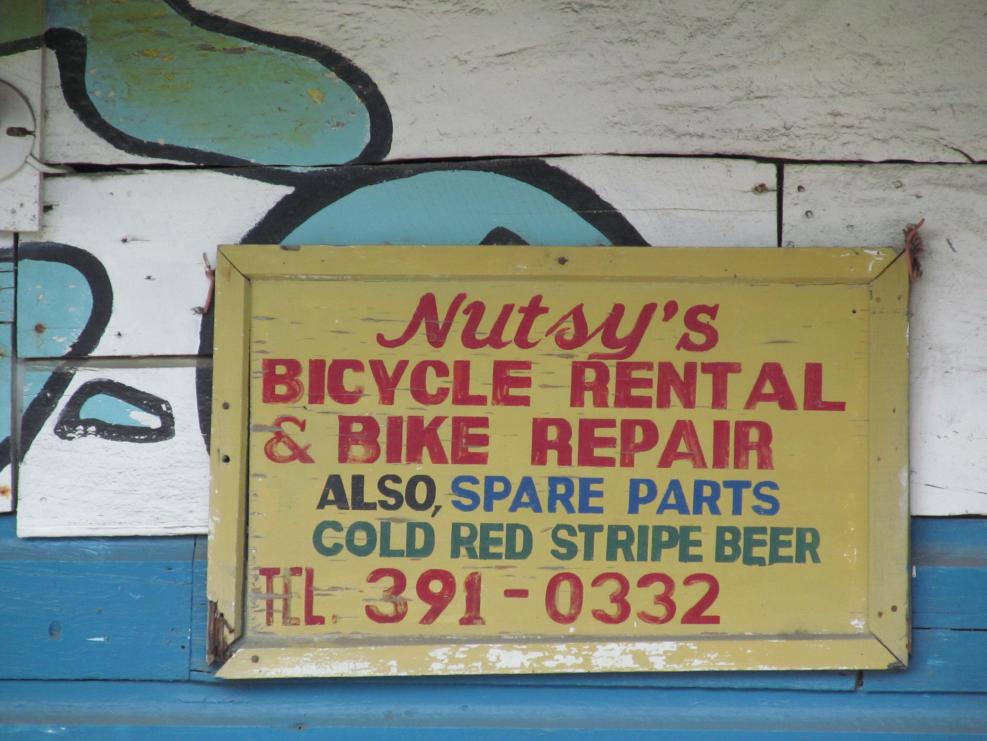 Nutsy's
BICYCLE RENTAL
& BIKE REPAIR
ALSO, SPARE PARTS
COLD RED STRIPE BEER
TEL. 391-0332